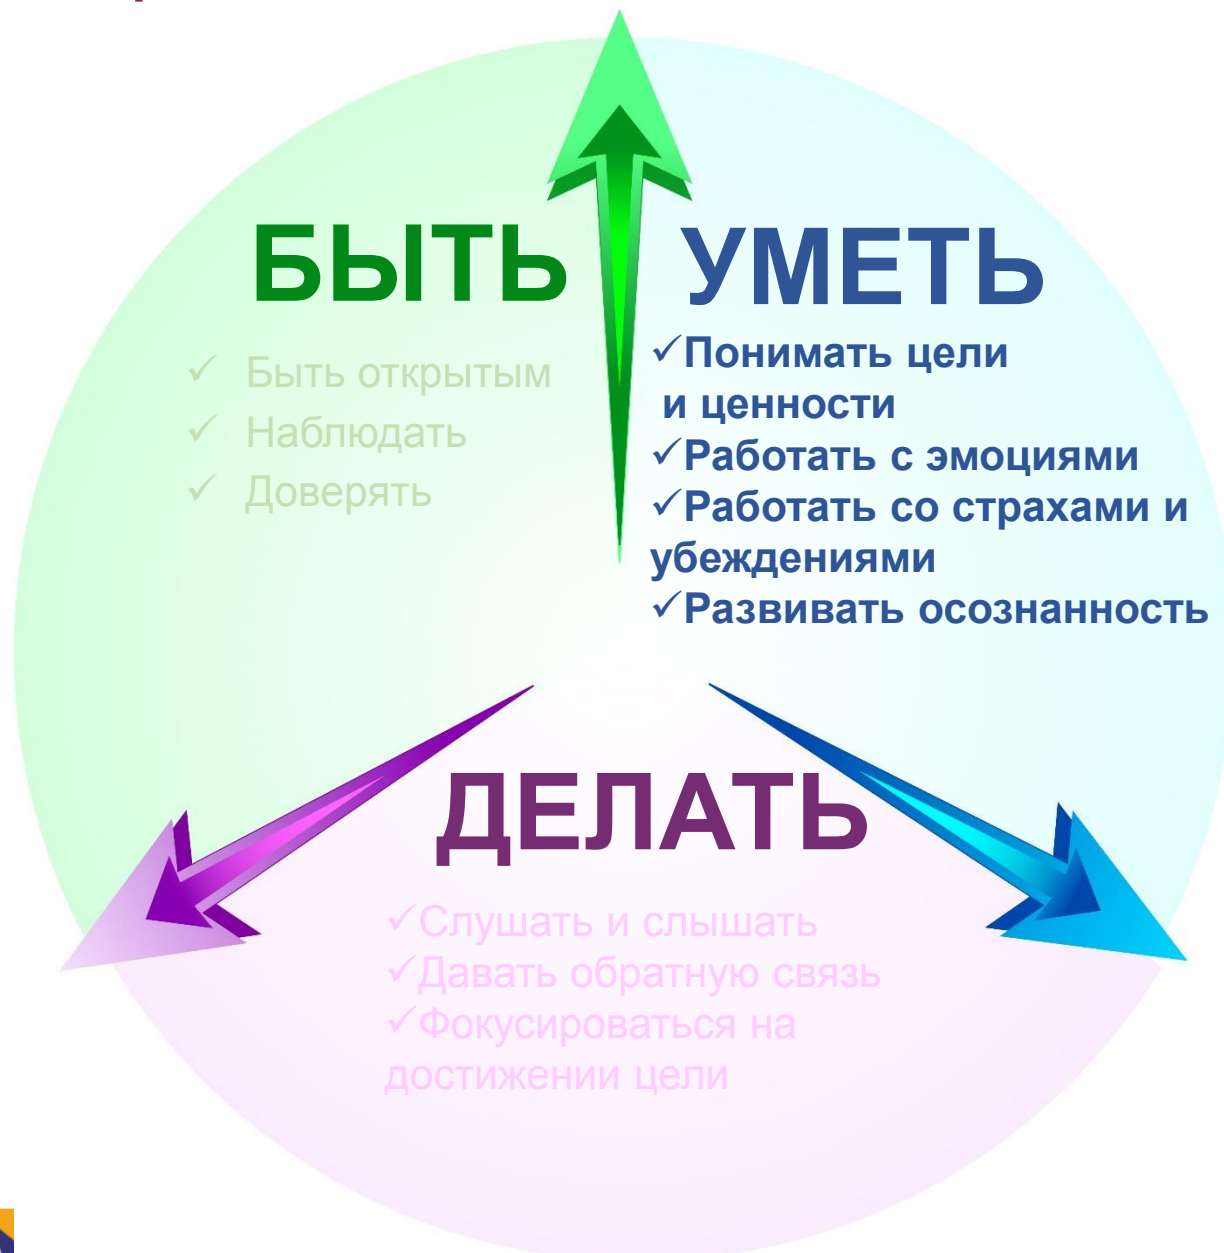 БЫТЬ
✓ Быть открытым
✓ Наблюдать
✓ Доверять
УМЕТЬ
✓Понимать цели
и ценности
✓Работать с эмоциями
✓Работать со страхами и
убеждениями
✓Развивать осознанность
ДЕЛАТЬ
✓Слушать и слышать
✓Давать обратную связь
✓Фокусироваться на
достижении цели